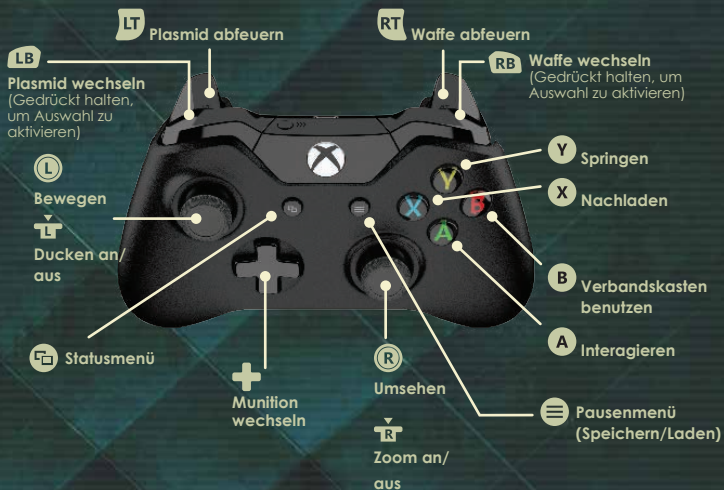 LT Plasmid abfeuern
RT Waffe abfeuern
LB
Plasmid wechseln
(Gedrückt halten,
um Auswahl zu
aktivieren)
RB Waffe wechseln
(Gedrückt halten, um
Auswahl zu aktivieren)
L
Bewegen
L
Ducken an/
aus
Y Springen
X Nachladen
B Verbandskasten
benutzen
A Interagieren
Y
X
B
A
Statusmenü
Munition
wechseln
R
Umsehen
R
Zoom an/
aus
Pausenmenü
(Speichern/Laden)